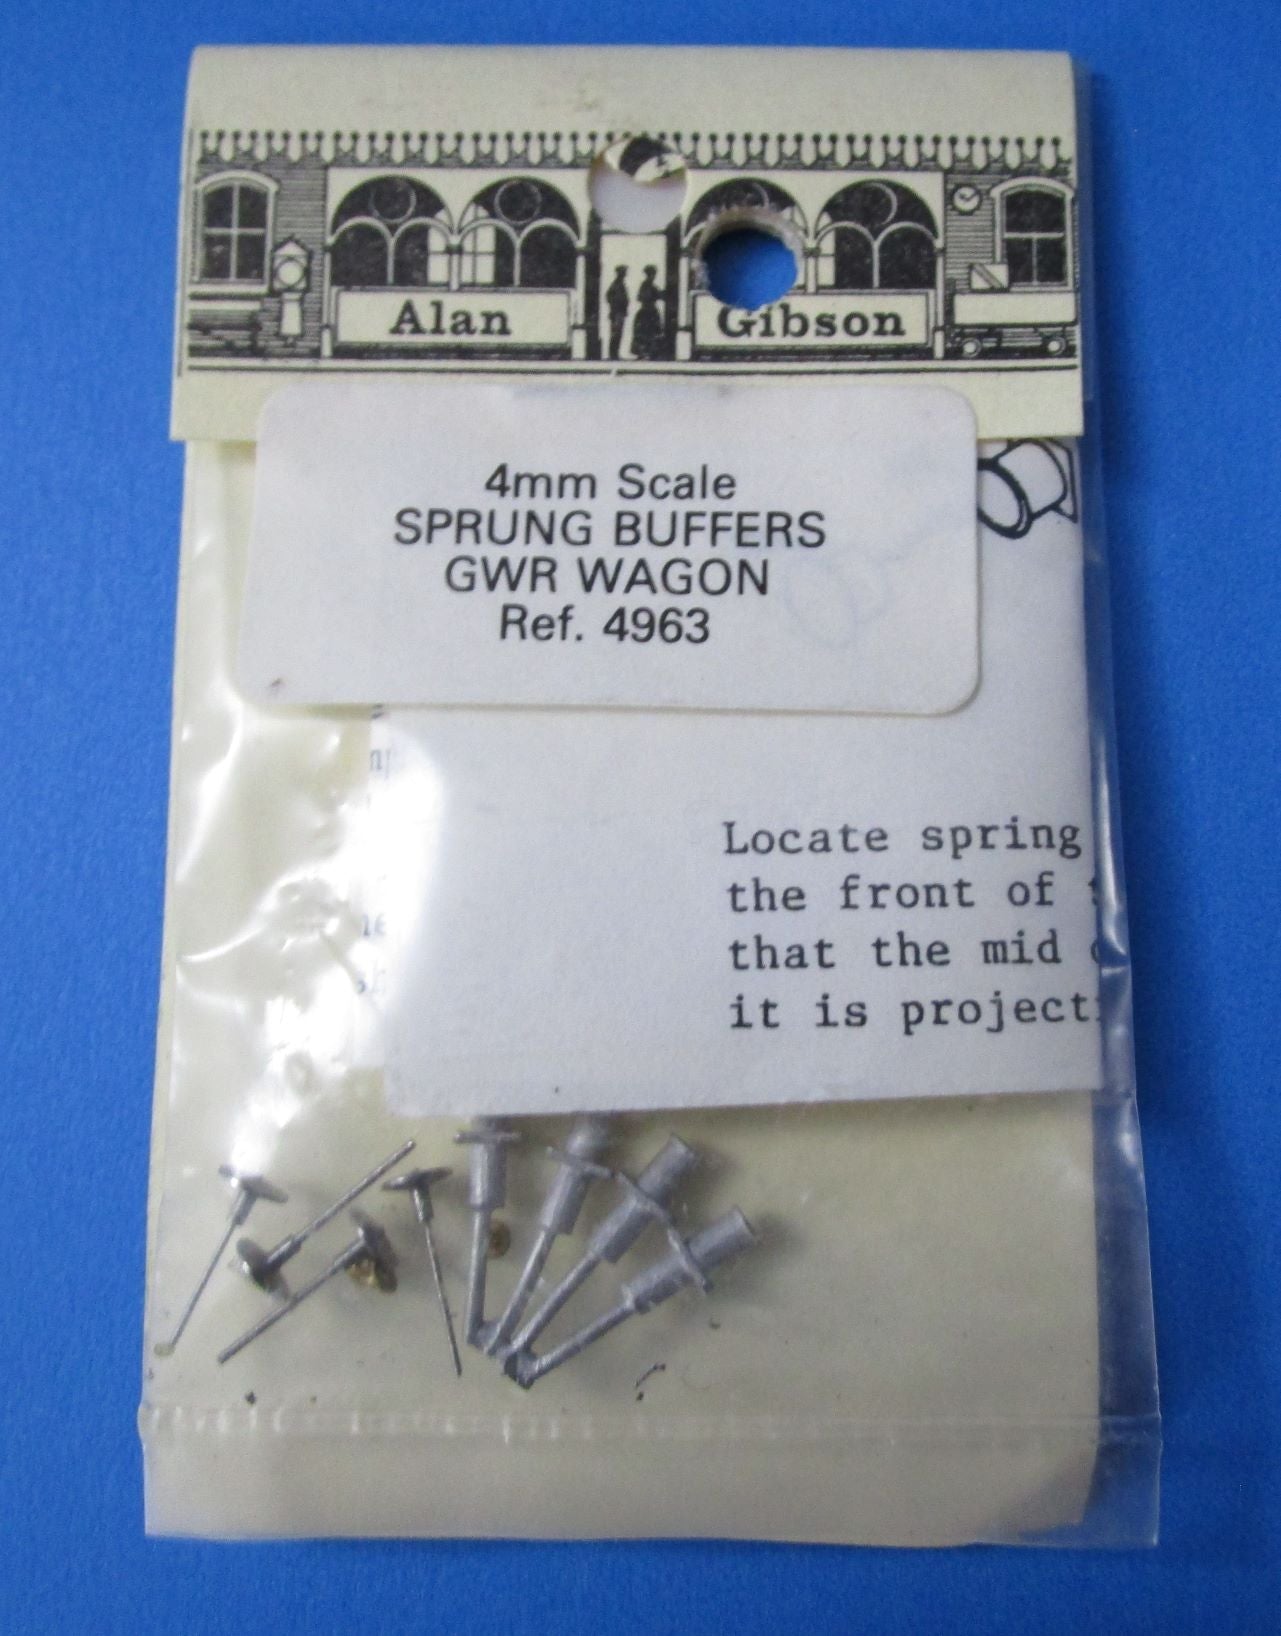 Alan Gibson
4mm Scale
SPRUNG BUFFERS
GWR WAGON
Ref. 4963
Locate spring
the front of
that the mid
it is project